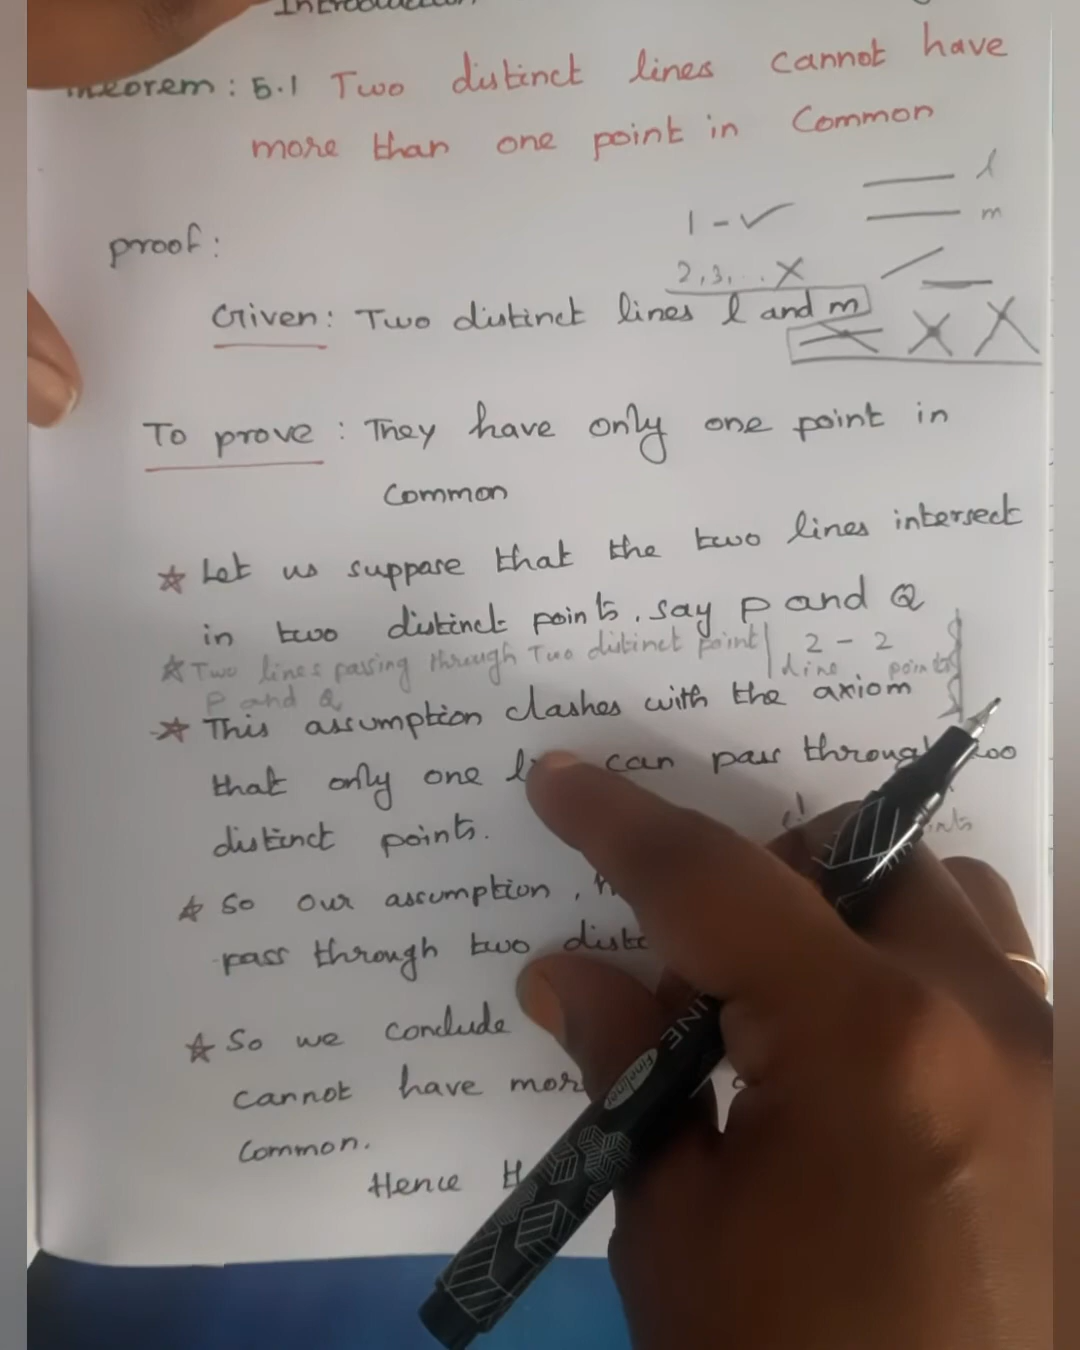 Theorem: 5.1 Two distinct lines cannot have
more than one point in Common
l
m
1 - ✓
2,3,.. X
proof:
Given: Two distinct lines l and m
To prove: They have only one point in
Common
☆ Let us suppose that the two lines intersect
in two distinct points, say p and Q
☆ Two lines passing through Two distinct point
P and Q
2 - 2
line points
☆ This assumption clashes with the axiom
that only one can pass through
distinct points.
☆ So our assumption,
pass through two
☆ So we conclude
cannot have
Common.
Hence
LINE
Fineliner